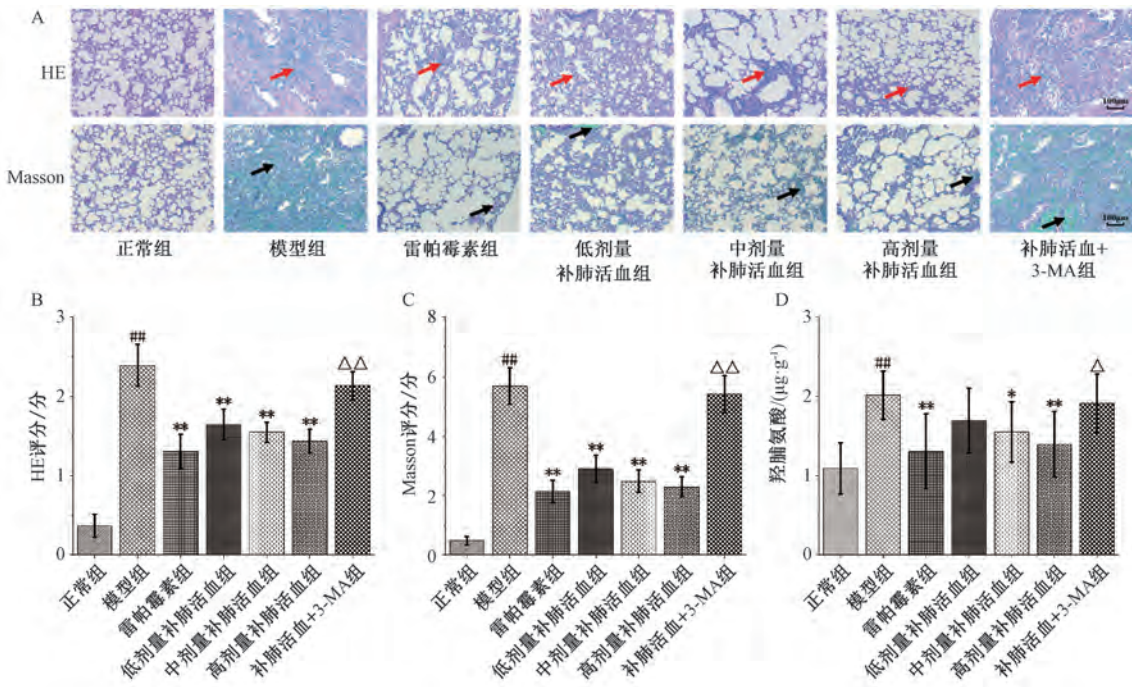 A
HE
100μm
Masson
100μm
正常组
模型组
雷帕霉素组
低剂量
补肺活血组
中剂量
补肺活血组
高剂量
补肺活血组
补肺活血+
3-MA组
B
HE评分/分
3
2
1
0
##
**
**
**
**
△△
正常组
模型组
雷帕霉素组
低剂量补肺活血组
中剂量补肺活血组
高剂量补肺活血组
补肺活血+3-MA组
C
Masson评分/分
8
6
4
2
0
##
**
**
**
**
△△
正常组
模型组
雷帕霉素组
低剂量补肺活血组
中剂量补肺活血组
高剂量补肺活血组
补肺活血+3-MA组
D
羟脯氨酸/(μg·g⁻¹)
3
2
1
0
##
**
*
**
△
正常组
模型组
雷帕霉素组
低剂量补肺活血组
中剂量补肺活血组
高剂量补肺活血组
补肺活血+3-MA组